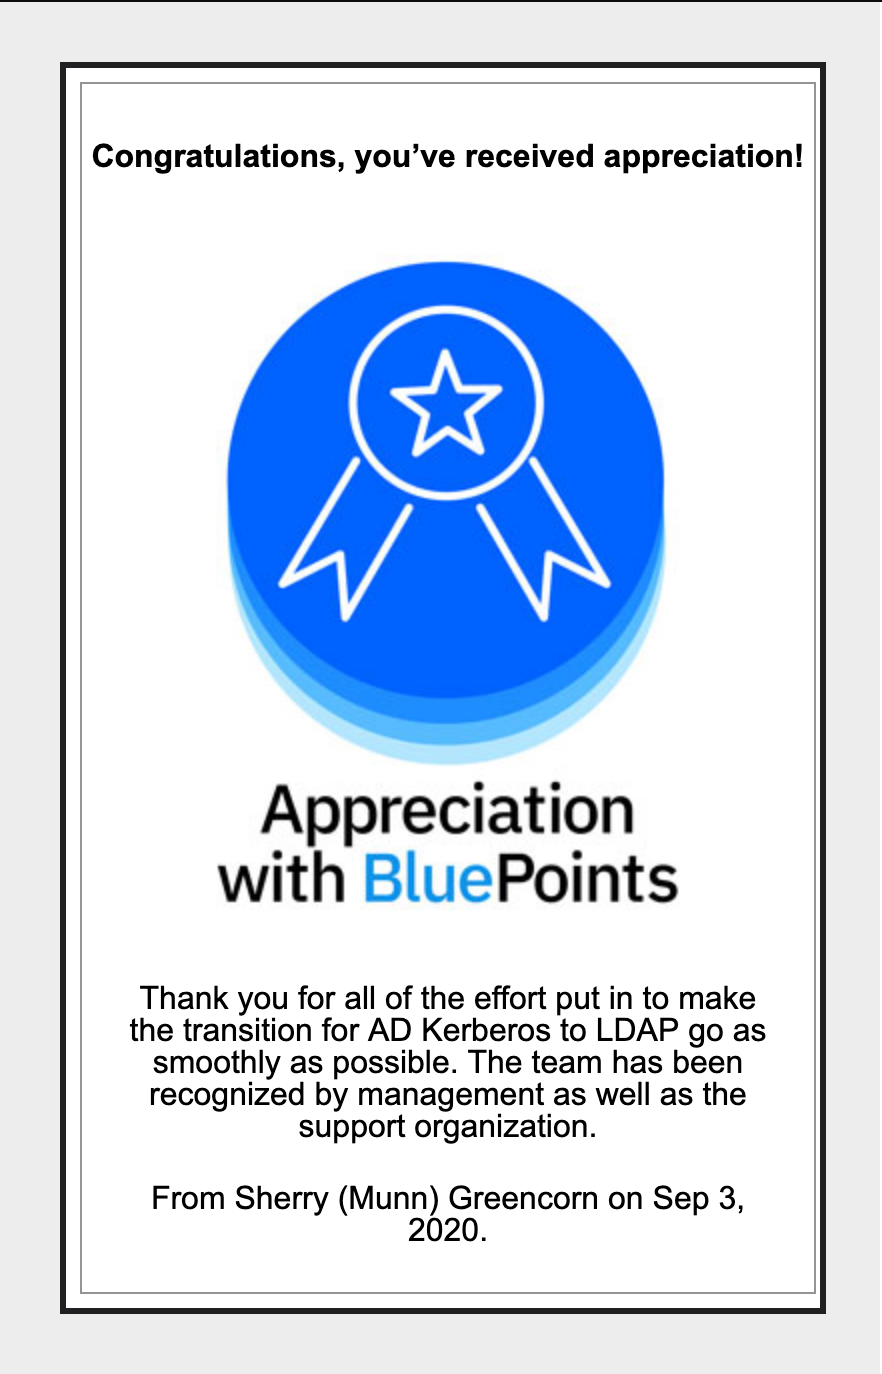 Congratulations, you’ve received appreciation!
Appreciation
with BluePoints
Thank you for all of the effort put in to make
the transition for AD Kerberos to LDAP go as
smoothly as possible. The team has been
recognized by management as well as the
support organization.
From Sherry (Munn) Greencorn on Sep 3,
2020.